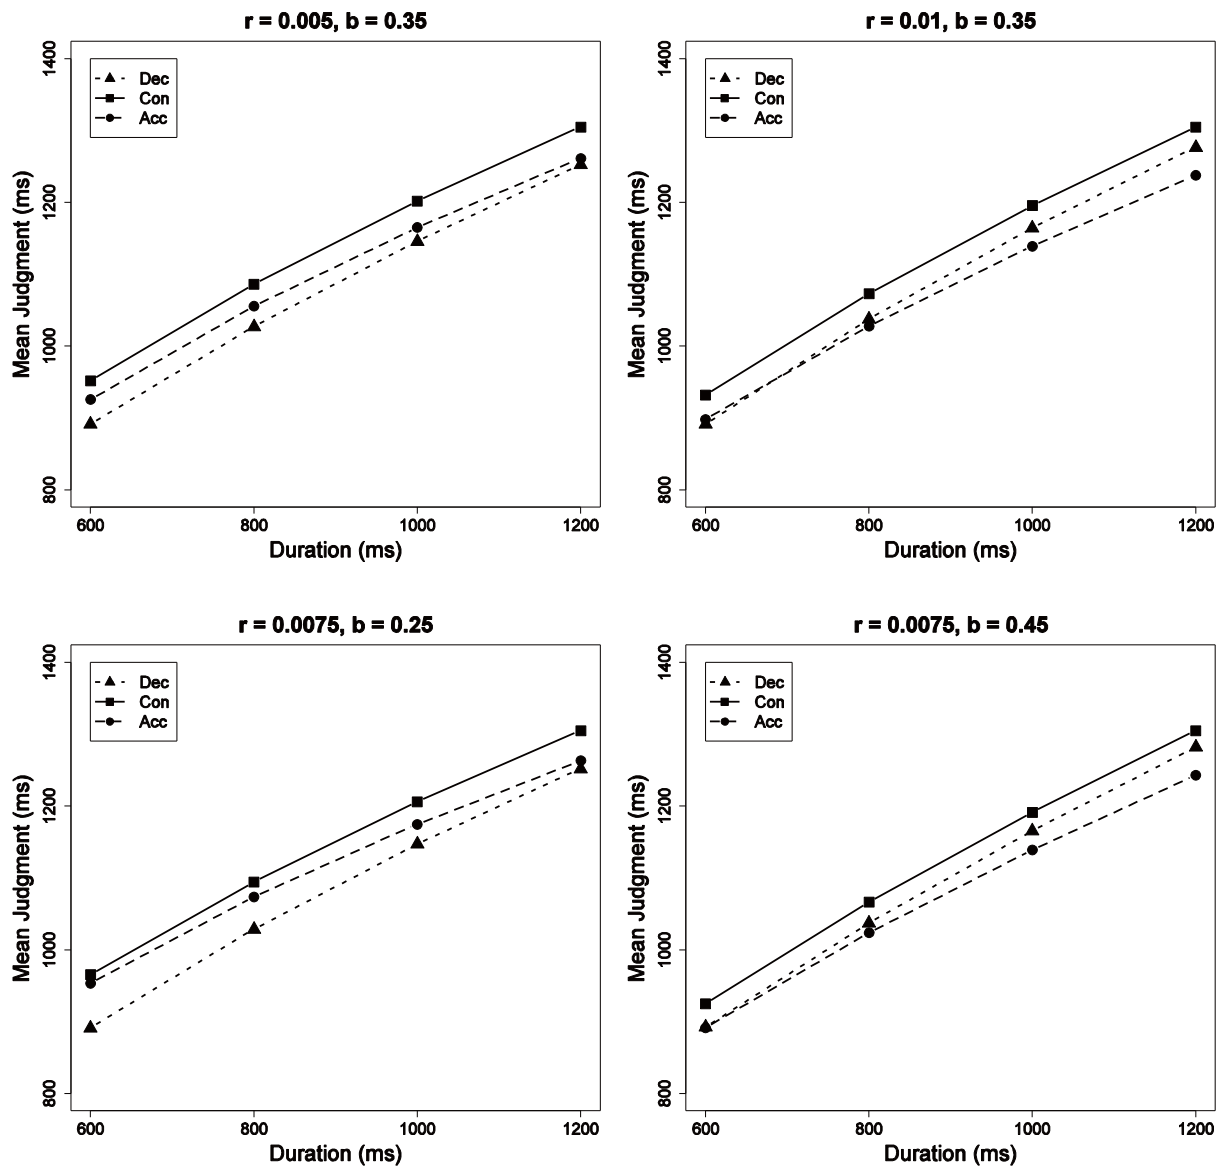 r = 0.005, b = 0.35
1400
1200
1000
800
Mean Judgment (ms)
Dec
Con
Acc
600 800 1000 1200
Duration (ms)
r = 0.01, b = 0.35
1400
1200
1000
800
Mean Judgment (ms)
Dec
Con
Acc
600 800 1000 1200
Duration (ms)
r = 0.0075, b = 0.25
1400
1200
1000
800
Mean Judgment (ms)
Dec
Con
Acc
600 800 1000 1200
Duration (ms)
r = 0.0075, b = 0.45
1400
1200
1000
800
Mean Judgment (ms)
Dec
Con
Acc
600 800 1000 1200
Duration (ms)